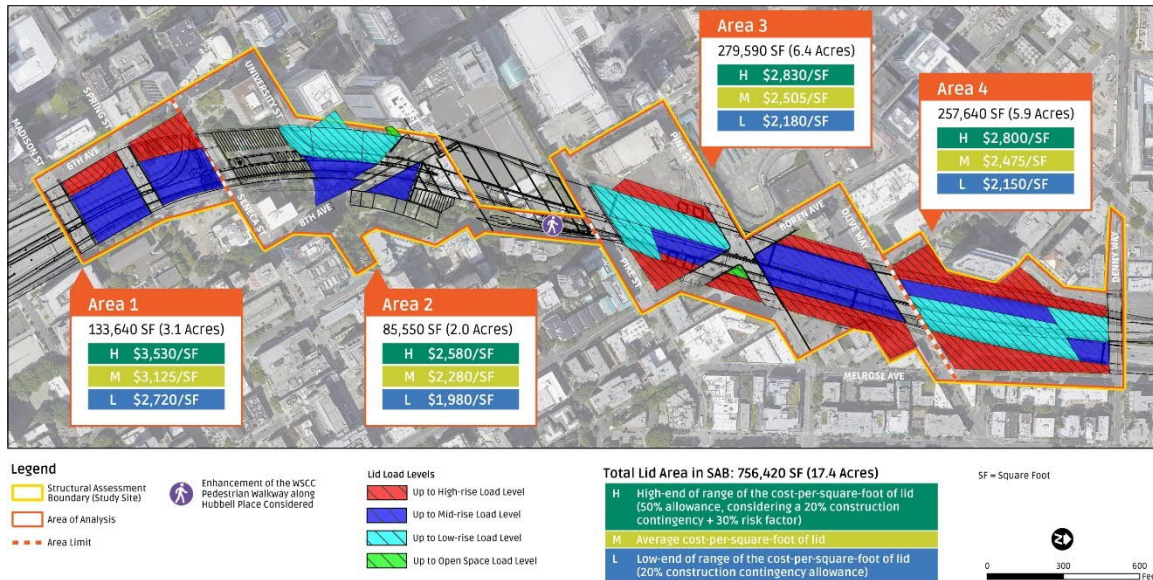 Area 3
279,590 SF (6.4 Acres)
H $2,830/SF
M $2,505/SF
L $2,180/SF
Area 4
257,640 SF (5.9 Acres)
H $2,800/SF
M $2,475/SF
L $2,150/SF
MADISON ST
SPRING ST
UNIVERSITY ST
6TH AVE
SENECA ST
8TH AVE
PIKE ST
PINE ST
BOREN AVE
OLIVE WAY
MELROSE AVE
DENNY WAY
Area 1
133,640 SF (3.1 Acres)
H $3,530/SF
M $3,125/SF
L $2,720/SF
Area 2
85,550 SF (2.0 Acres)
H $2,580/SF
M $2,280/SF
L $1,980/SF
Legend
Structural Assessment
Boundary (Study Site)
Area of Analysis
Area Limit
Enhancement of the WSCC
Pedestrian Walkway along
Hubbell Place Considered
Lid Load Levels
Up to High-rise Load Level
Up to Mid-rise Load Level
Up to Low-rise Load Level
Up to Open Space Load Level
Total Lid Area in SAB: 756,420 SF (17.4 Acres)
H High-end of range of the cost-per-square-foot of lid
(50% allowance, considering a 20% construction
contingency + 30% risk factor)
M Average cost-per-square-foot of lid
L Low-end of range of the cost-per-square-foot of lid
(20% construction contingency allowance)
SF = Square Foot
N
0 300 600
Feet